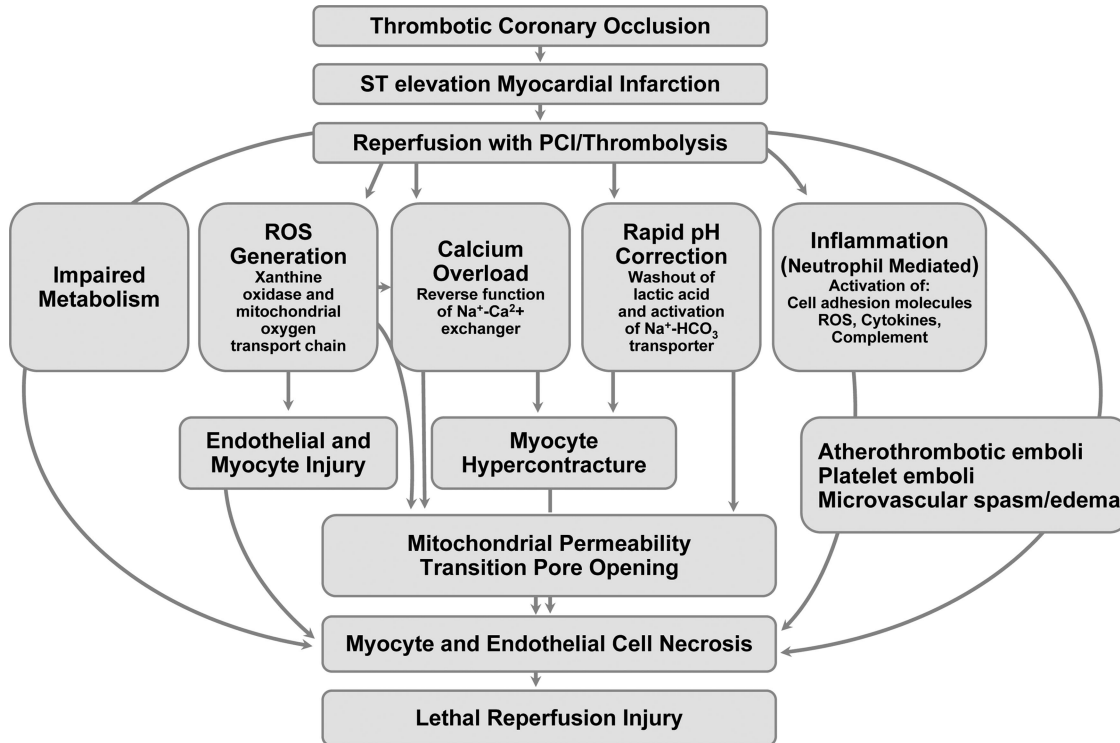 Thrombotic Coronary Occlusion
ST elevation Myocardial Infarction
Reperfusion with PCI/Thrombolysis
Impaired
Metabolism
ROS
Generation
Xanthine
oxidase and
mitochondrial
oxygen
transport chain
Calcium
Overload
Reverse function
of Na⁺-Ca²+
exchanger
Rapid pH
Correction
Washout of
lactic acid
and activation
of Na⁺-HCO₃
transporter
Inflammation
(Neutrophil Mediated)
Activation of:
Cell adhesion molecules
ROS, Cytokines,
Complement
Endothelial and
Myocyte Injury
Myocyte
Hypercontracture
Atherothrombotic emboli
Platelet emboli
Microvascular spasm/edema
Mitochondrial Permeability
Transition Pore Opening
Myocyte and Endothelial Cell Necrosis
Lethal Reperfusion Injury